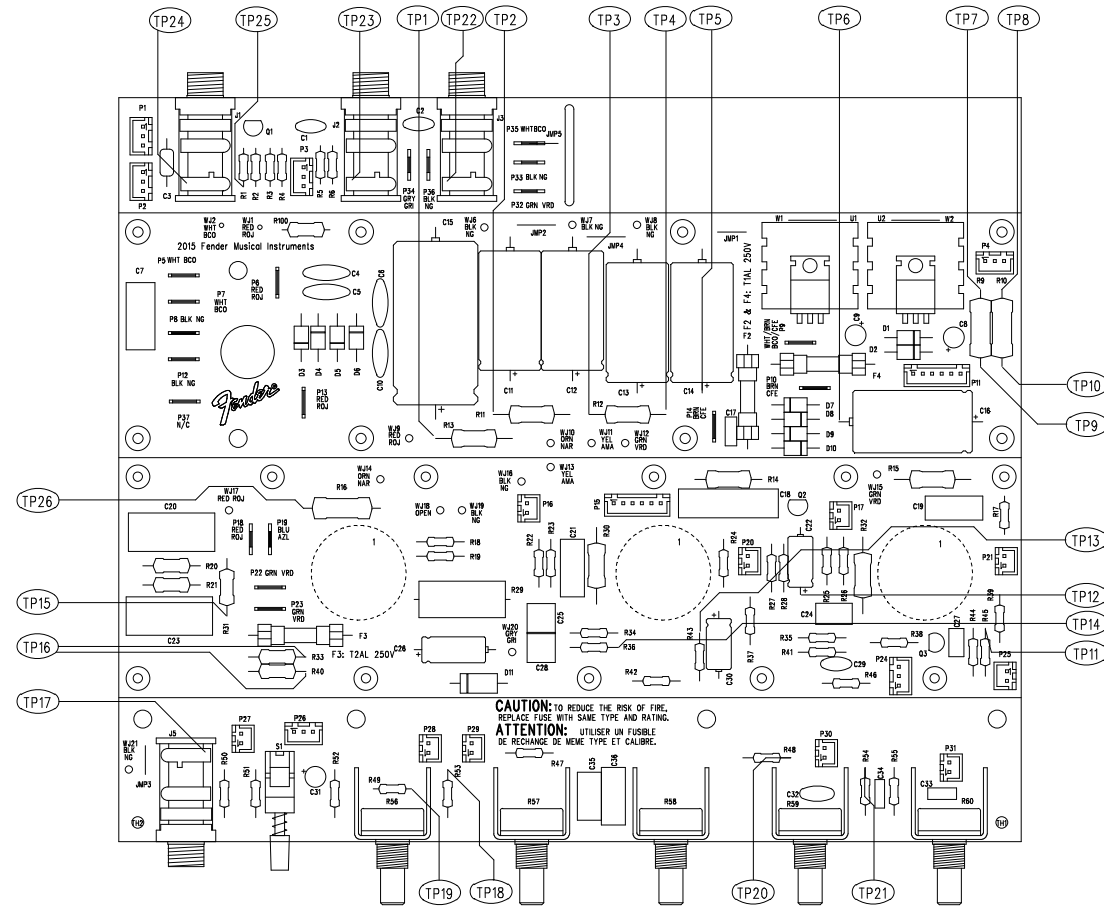 TP24 TP25 TP23 TP1 TP22 TP2 TP3 TP4 TP5 TP6 TP7 TP8
P1 J1 Q1 C1 J2 C2 J3 P35 WHTBCO JMP5
P3 P33 BLK NG
P2 C3 R1 R2 R3 R4 R5 R6 P34 GRY GRI P36 BLK NG P32 GRN VRD
WJ2 WHT BCO WJ1 RED ROJ R100 C15 WJ6 BLK NG JMP2 WJ7 BLK NG JMP4 WJ8 BLK NG JMP1 W1 U1 U2 W2 P4
2015 Fender Musical Instruments
C7 P5 WHT BCO P6 RED ROJ C4 C5 C6 R9 R10
P7 WHT BCO
P8 BLK NG
F2 & F4: T1AL 250V
F2 WHT/BRN BCO/CFE P9 C9 D1 C8 D2
P12 BLK NG D3 D4 D5 D6 C10 C11 C12 C13 C14 P10 BRN CFE F4 P11 TP10
Fender
P13 RED ROJ
P37 N/C WJ9 RED ROJ R13 R11 R12 P14 BRN CFE C17 D7 D8 D9 D10 C16 TP9
WJ10 ORN NAR WJ11 YEL AMA WJ12 GRN VRD
TP26 WJ17 RED ROJ R16 WJ14 ORN NAR WJ16 BLK NG WJ13 YEL AMA R14 R15 WJ15 GRN VRD
C20 WJ18 OPEN WJ19 BLK NG P16 P15 C18 Q2 P17 C19 R17
P18 RED ROJ P19 BLU AZL 1 R18 R22 R23 C21 R30 1 R24 C22 R32 1 TP13
R19 P20 P21
R20 R21 P22 GRN VRD R29 R27 R28 R25 R26
TP15 R31 P23 GRN VRD C25 C24 R39 TP12
C23 F3 WJ20 GRY GRI R34 R43 R37 R35 R38 C27 R44 R45 TP14
TP16 R33 F3: T2AL 250V C26 R36 R41 Q3 TP11
R40 D11 C28 R42 C30 C29 P24 R46 P25
TP17
CAUTION: TO REDUCE THE RISK OF FIRE,
REPLACE FUSE WITH SAME TYPE AND RATING.
ATTENTION: UTILISER UN FUSIBLE
DE RECHANGE DE MEME TYPE ET CALIBRE.
J5 P27 P26 P28 P29 P30 P31
WJ21 BLK NG S1 R47 R48
JMP3 R50 R51 C31 R52 R49 R53 C35 C36 C32 R54 C34 R55 C33
TH2 R56 R57 R58 R59 R60 TH1
TP19 TP18 TP20 TP21